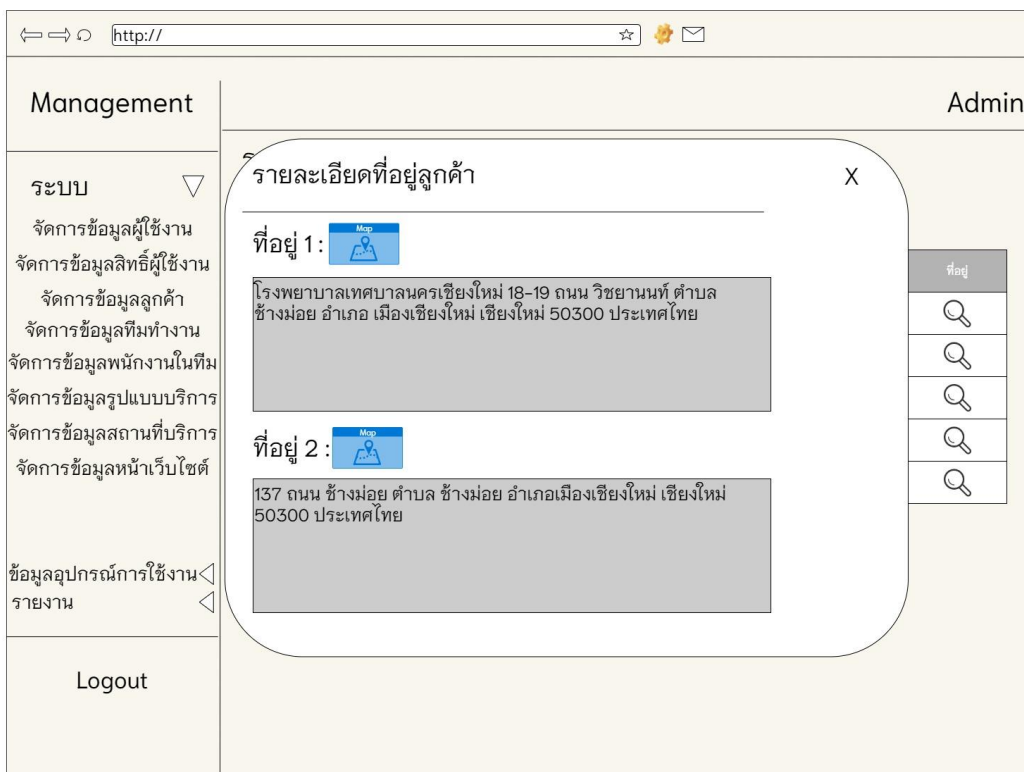 http://
Management
Admin
ระบบ
จัดการข้อมูลผู้ใช้งาน
จัดการข้อมูลสิทธิ์ผู้ใช้งาน
จัดการข้อมูลลูกค้า
จัดการข้อมูลทีมทำงาน
จัดการข้อมูลพนักงานในทีม
จัดการข้อมูลรูปแบบบริการ
จัดการข้อมูลสถานที่บริการ
จัดการข้อมูลหน้าเว็บไซต์
ข้อมูลอุปกรณ์การใช้งาน
รายงาน
Logout
รายละเอียดที่อยู่ลูกค้า
X
ที่อยู่ 1 :
Map
โรงพยาบาลเทศบาลนครเชียงใหม่ 18-19 ถนน วิชยานนท์ ตำบล
ช้างม่อย อำเภอ เมืองเชียงใหม่ เชียงใหม่ 50300 ประเทศไทย
ที่อยู่ 2 :
Map
137 ถนน ช้างม่อย ตำบล ช้างม่อย อำเภอเมืองเชียงใหม่ เชียงใหม่
50300 ประเทศไทย
ที่อยู่